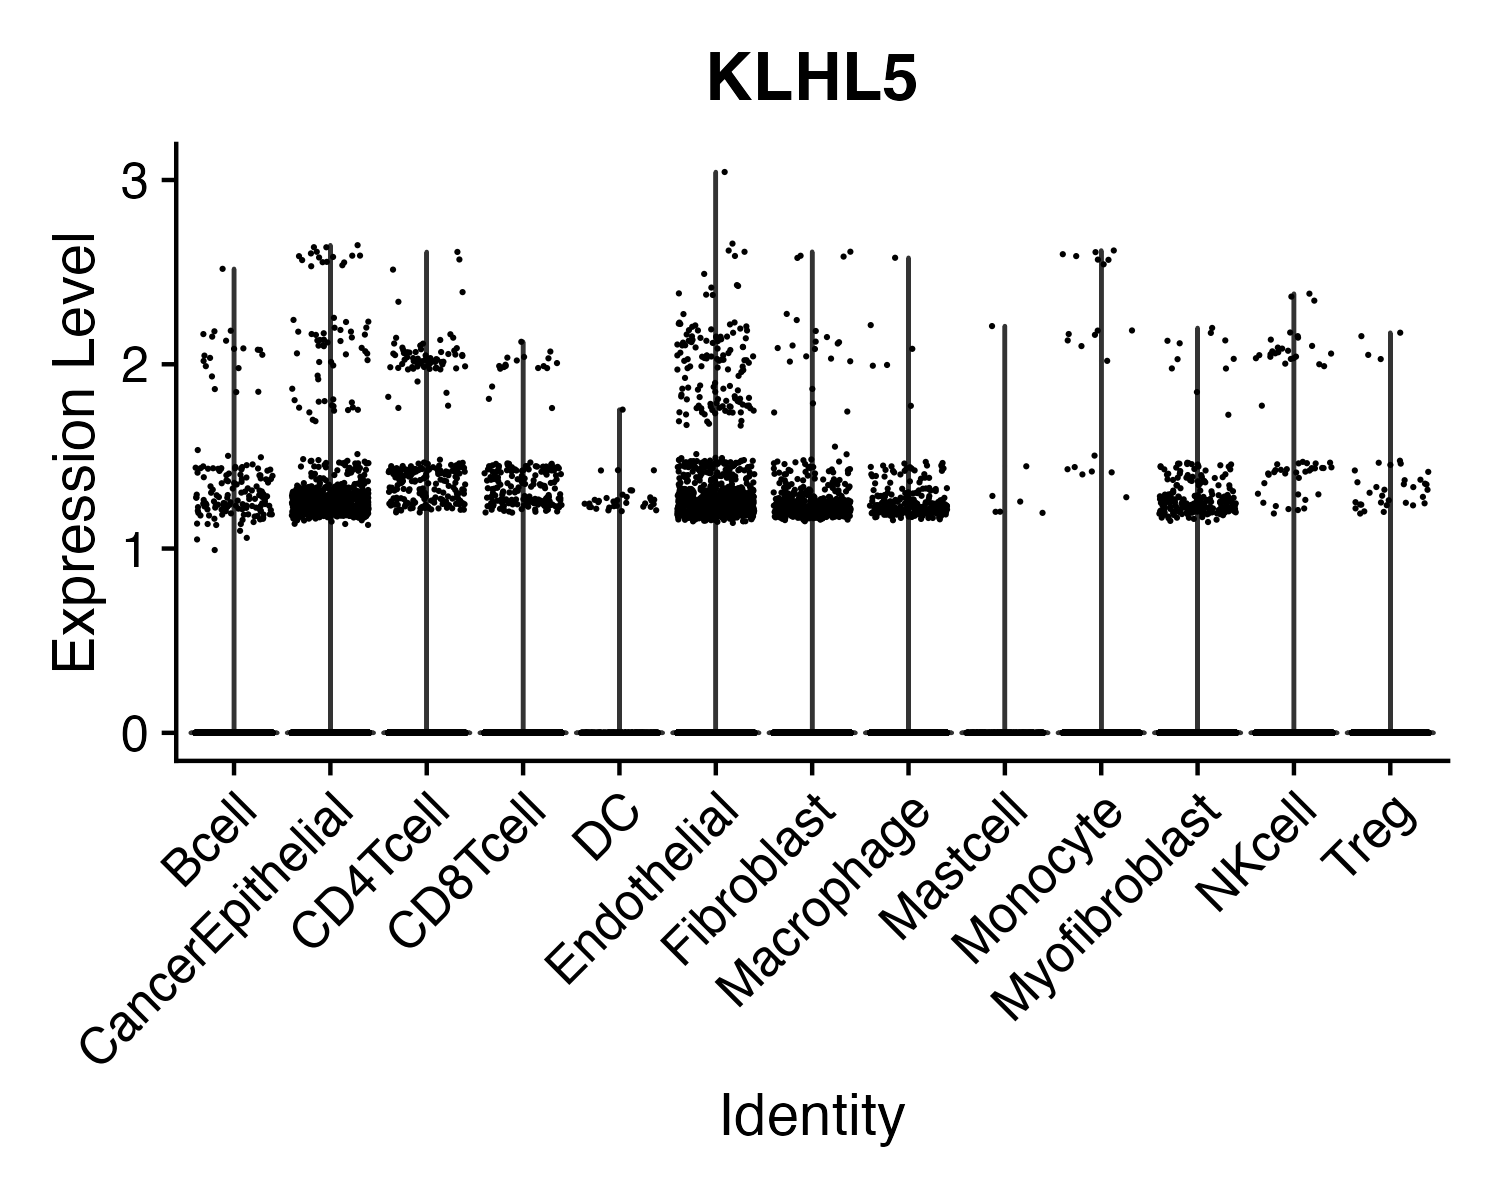 KLHL5
Expression Level
3
2
1
0
Bcell
CancerEpithelial
CD4Tcell
CD8Tcell
DC
Endothelial
Fibroblast
Macrophage
Mastcell
Monocyte
Myofibroblast
NKcell
Treg
Identity